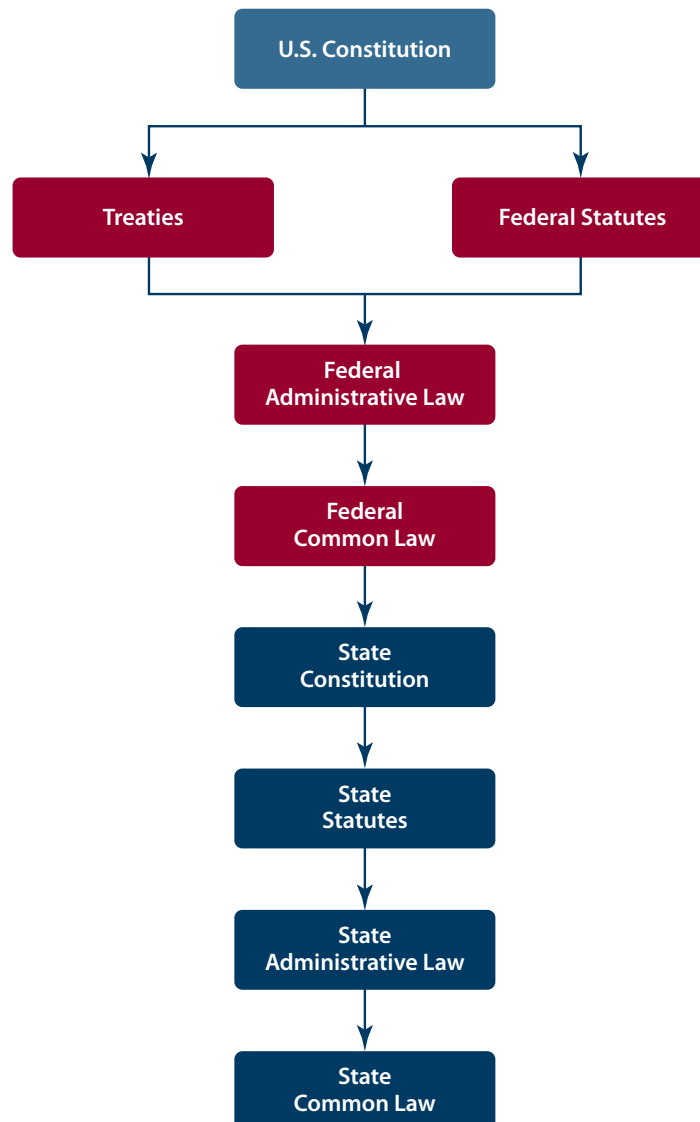 U.S. Constitution
Treaties
Federal Statutes
Federal
Administrative Law
Federal
Common Law
State
Constitution
State
Statutes
State
Administrative Law
State
Common Law